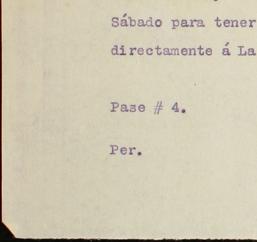 Sábado para tener
directamente á La
Pase # 4.
Per.